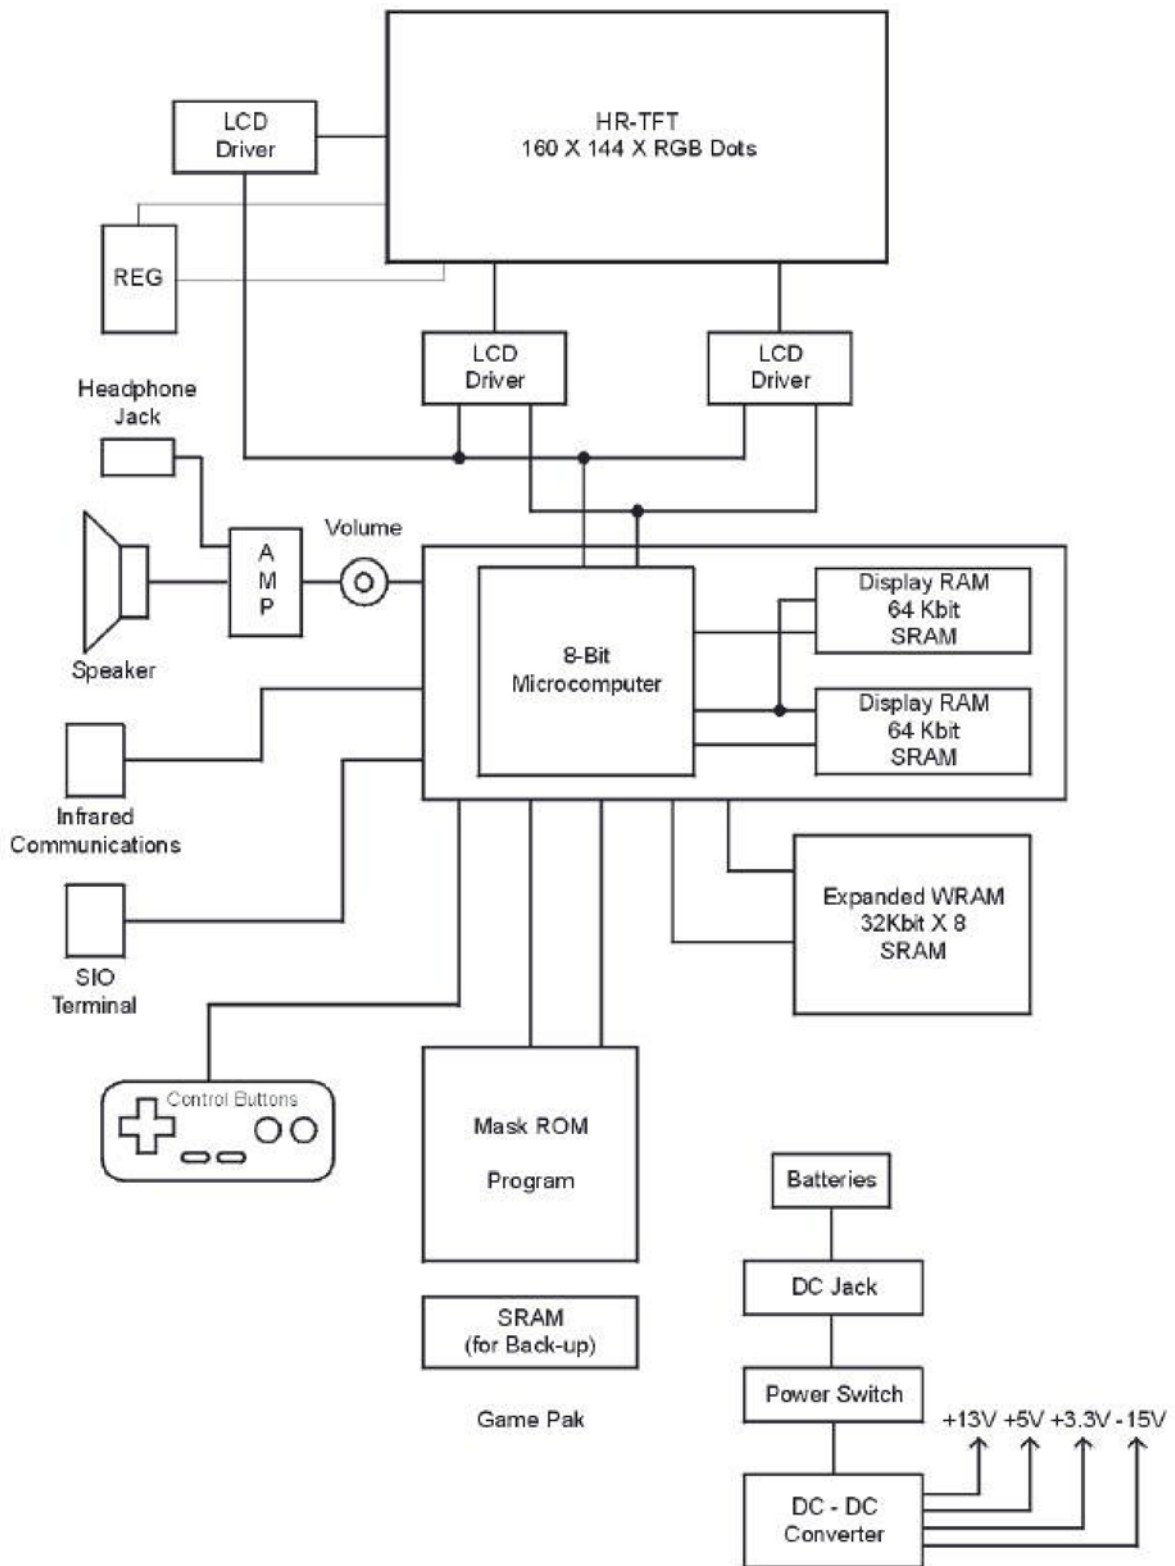 HR-TFT
160 X 144 X RGB Dots
LCD
Driver
REG
LCD
Driver
LCD
Driver
Headphone
Jack
Volume
A
M
P
Speaker
8-Bit
Microcomputer
Display RAM
64 Kbit
SRAM
Display RAM
64 Kbit
SRAM
Infrared
Communications
SIO
Terminal
Expanded WRAM
32Kbit X 8
SRAM
Control Buttons
Mask ROM
Program
SRAM
(for Back-up)
Game Pak
Batteries
DC Jack
Power Switch
+13V +5V +3.3V -15V
DC - DC
Converter